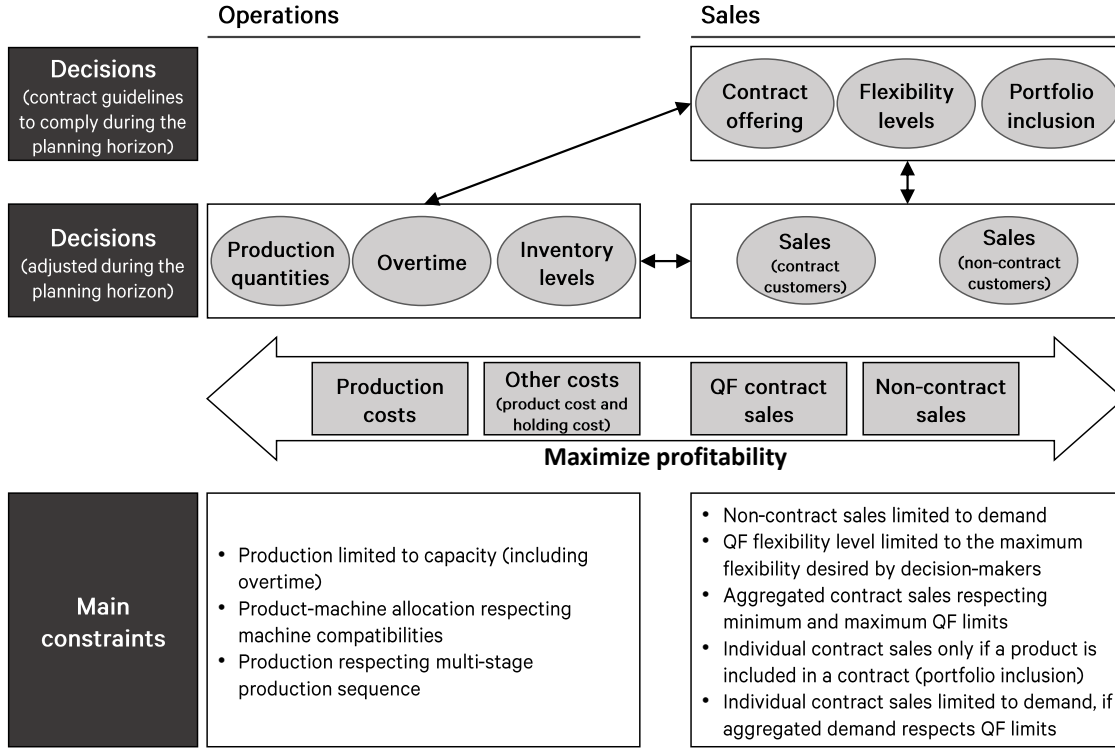 Operations
Sales
Decisions
(contract guidelines
to comply during the
planning horizon)
Contract
offering
Flexibility
levels
Portfolio
inclusion
Decisions
(adjusted during the
planning horizon)
Production
quantities
Overtime
Inventory
levels
Sales
(contract
customers)
Sales
(non-contract
customers)
Production
costs
Other costs
(product cost and
holding cost)
QF contract
sales
Non-contract
sales
Maximize profitability
Main
constraints
• Production limited to capacity (including
overtime)
• Product-machine allocation respecting
machine compatibilities
• Production respecting multi-stage
production sequence
• Non-contract sales limited to demand
• QF flexibility level limited to the maximum
flexibility desired by decision-makers
• Aggregated contract sales respecting
minimum and maximum QF limits
• Individual contract sales only if a product is
included in a contract (portfolio inclusion)
• Individual contract sales limited to demand, if
aggregated demand respects QF limits